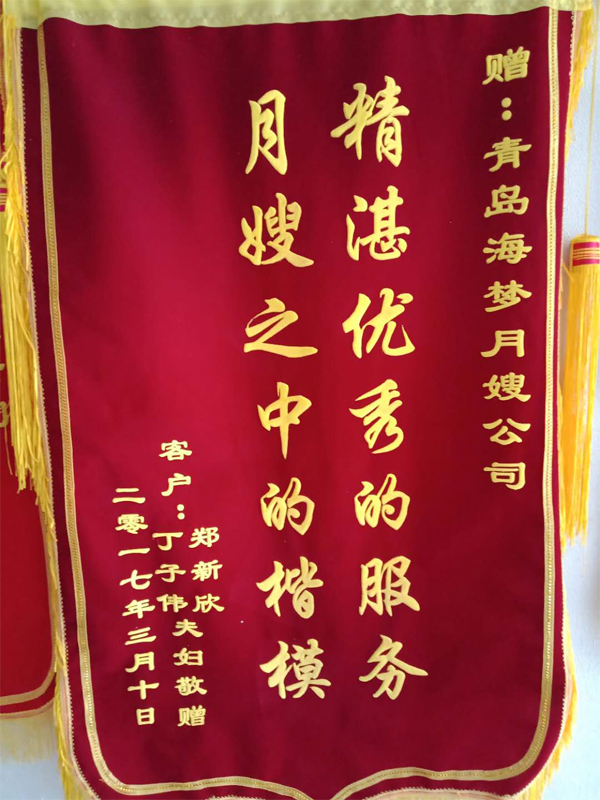 赠：青岛海梦月嫂公司
精湛优秀的服务
月嫂之中的楷模
客户：郑新欣
丁子伟夫妇敬赠
二零一七年三月十日